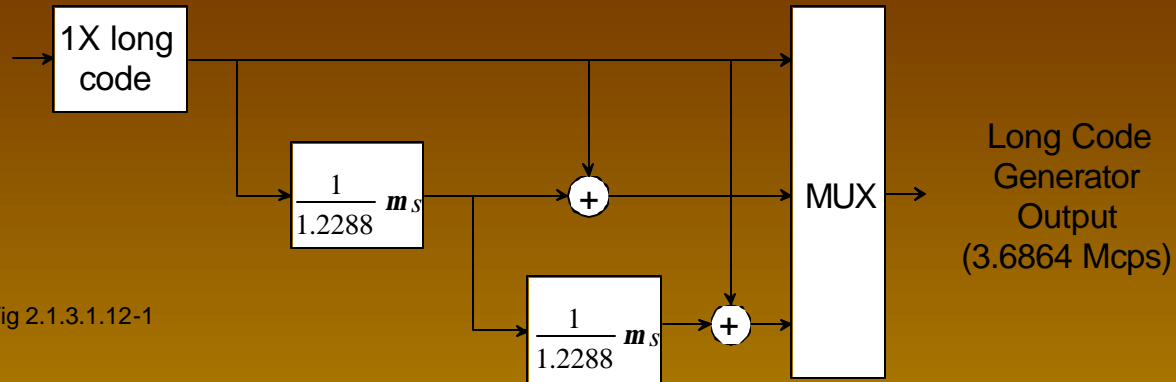 1X long
code
1
1.2288 ms
+
MUX
Long Code
Generator
Output
(3.6864 Mcps)
ig 2.1.3.1.12-1
1
1.2288 ms
+